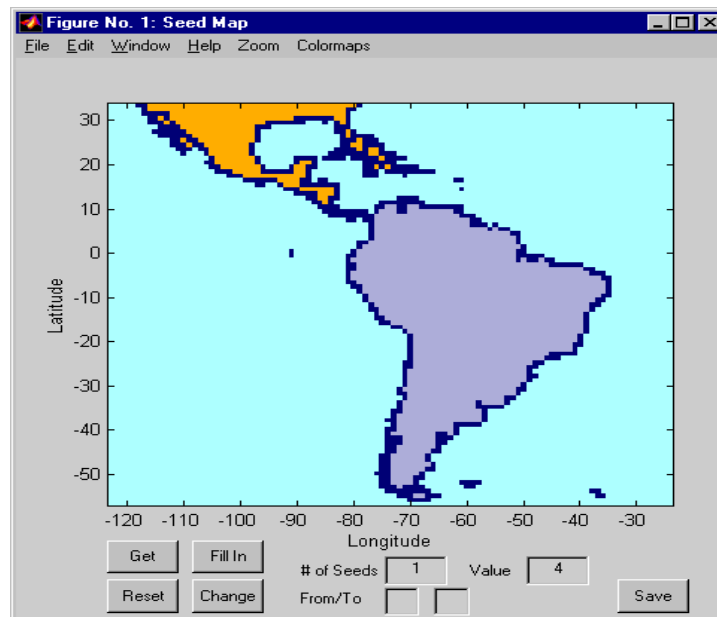 Figure No. 1: Seed Map
File Edit Window Help Zoom Colormaps
30
20
10
0
-10
-20
-30
-40
-50
Latitude
-120 -110 -100 -90 -80 -70 -60 -50 -40 -30
Longitude
Get Fill In
# of Seeds 1 Value 4
Reset Change From/To Save